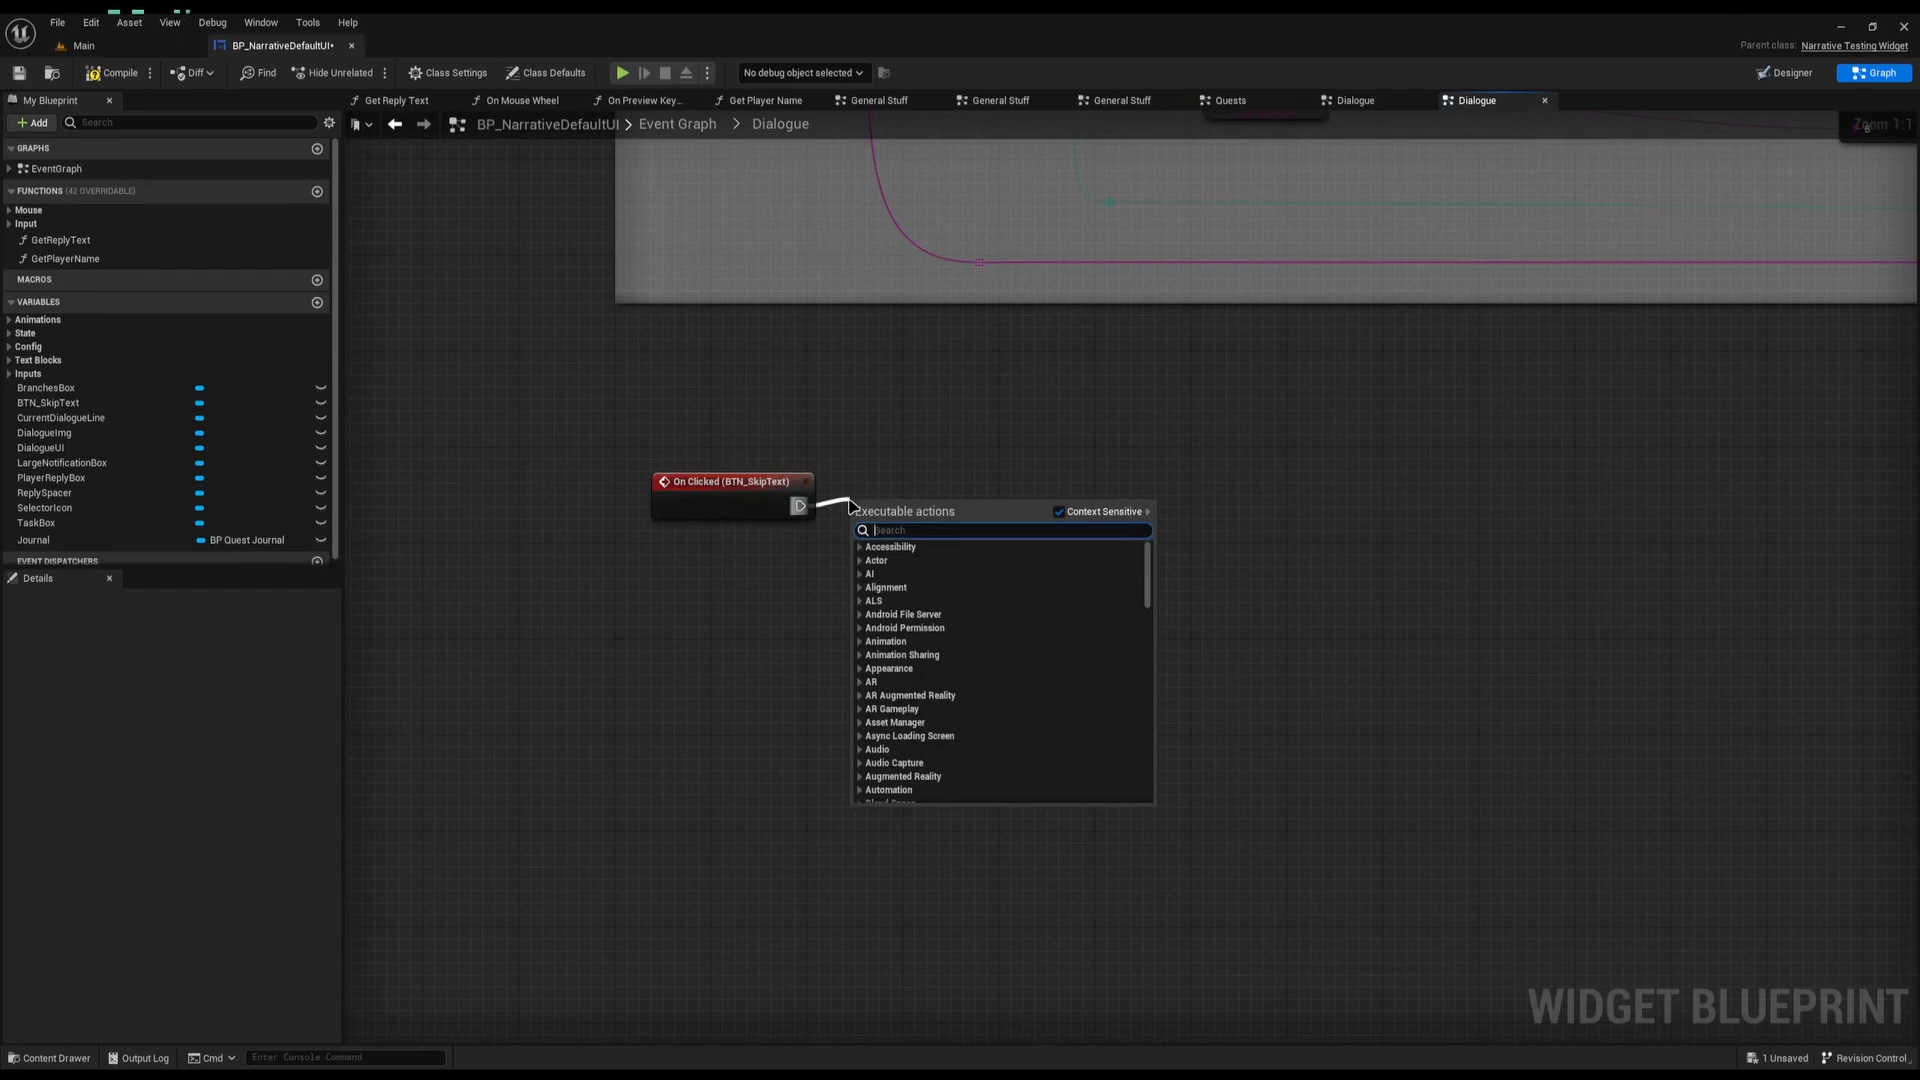 File Edit Asset View Debug Window Tools Help
Main
BP_NarrativeDefaultUI*
Parent class: Narrative Testing Widget
Compile Diff Find Hide Unrelated Class Settings Class Defaults No debug object selected Designer Graph
My Blueprint
Get Reply Text On Mouse Wheel On Preview Key... Get Player Name General Stuff General Stuff General Stuff Quests Dialogue Dialogue
Add Search
BP_NarrativeDefaultUI > Event Graph > Dialogue
Zoom 1:1
GRAPHS
EventGraph
FUNCTIONS (42 OVERRIDABLE)
Mouse
Input
GetReplyText
GetPlayerName
MACROS
VARIABLES
Animations
State
Config
Text Blocks
Inputs
BranchesBox
BTN_SkipText
CurrentDialogueLine
DialogueImg
DialogueUI
LargeNotificationBox
PlayerReplyBox
ReplySpacer
SelectorIcon
TaskBox
Journal BP Quest Journal
EVENT DISPATCHERS
Details
On Clicked (BTN_SkipText)
Executable actions Context Sensitive
Search
Accessibility
Actor
AI
Alignment
ALS
Android File Server
Android Permission
Animation
Animation Sharing
Appearance
AR
AR Augmented Reality
AR Gameplay
Asset Manager
Async Loading Screen
Audio
Audio Capture
Augmented Reality
Automation
WIDGET BLUEPRINT
Content Drawer Output Log Cmd Enter Console Command 1 Unsaved Revision Control